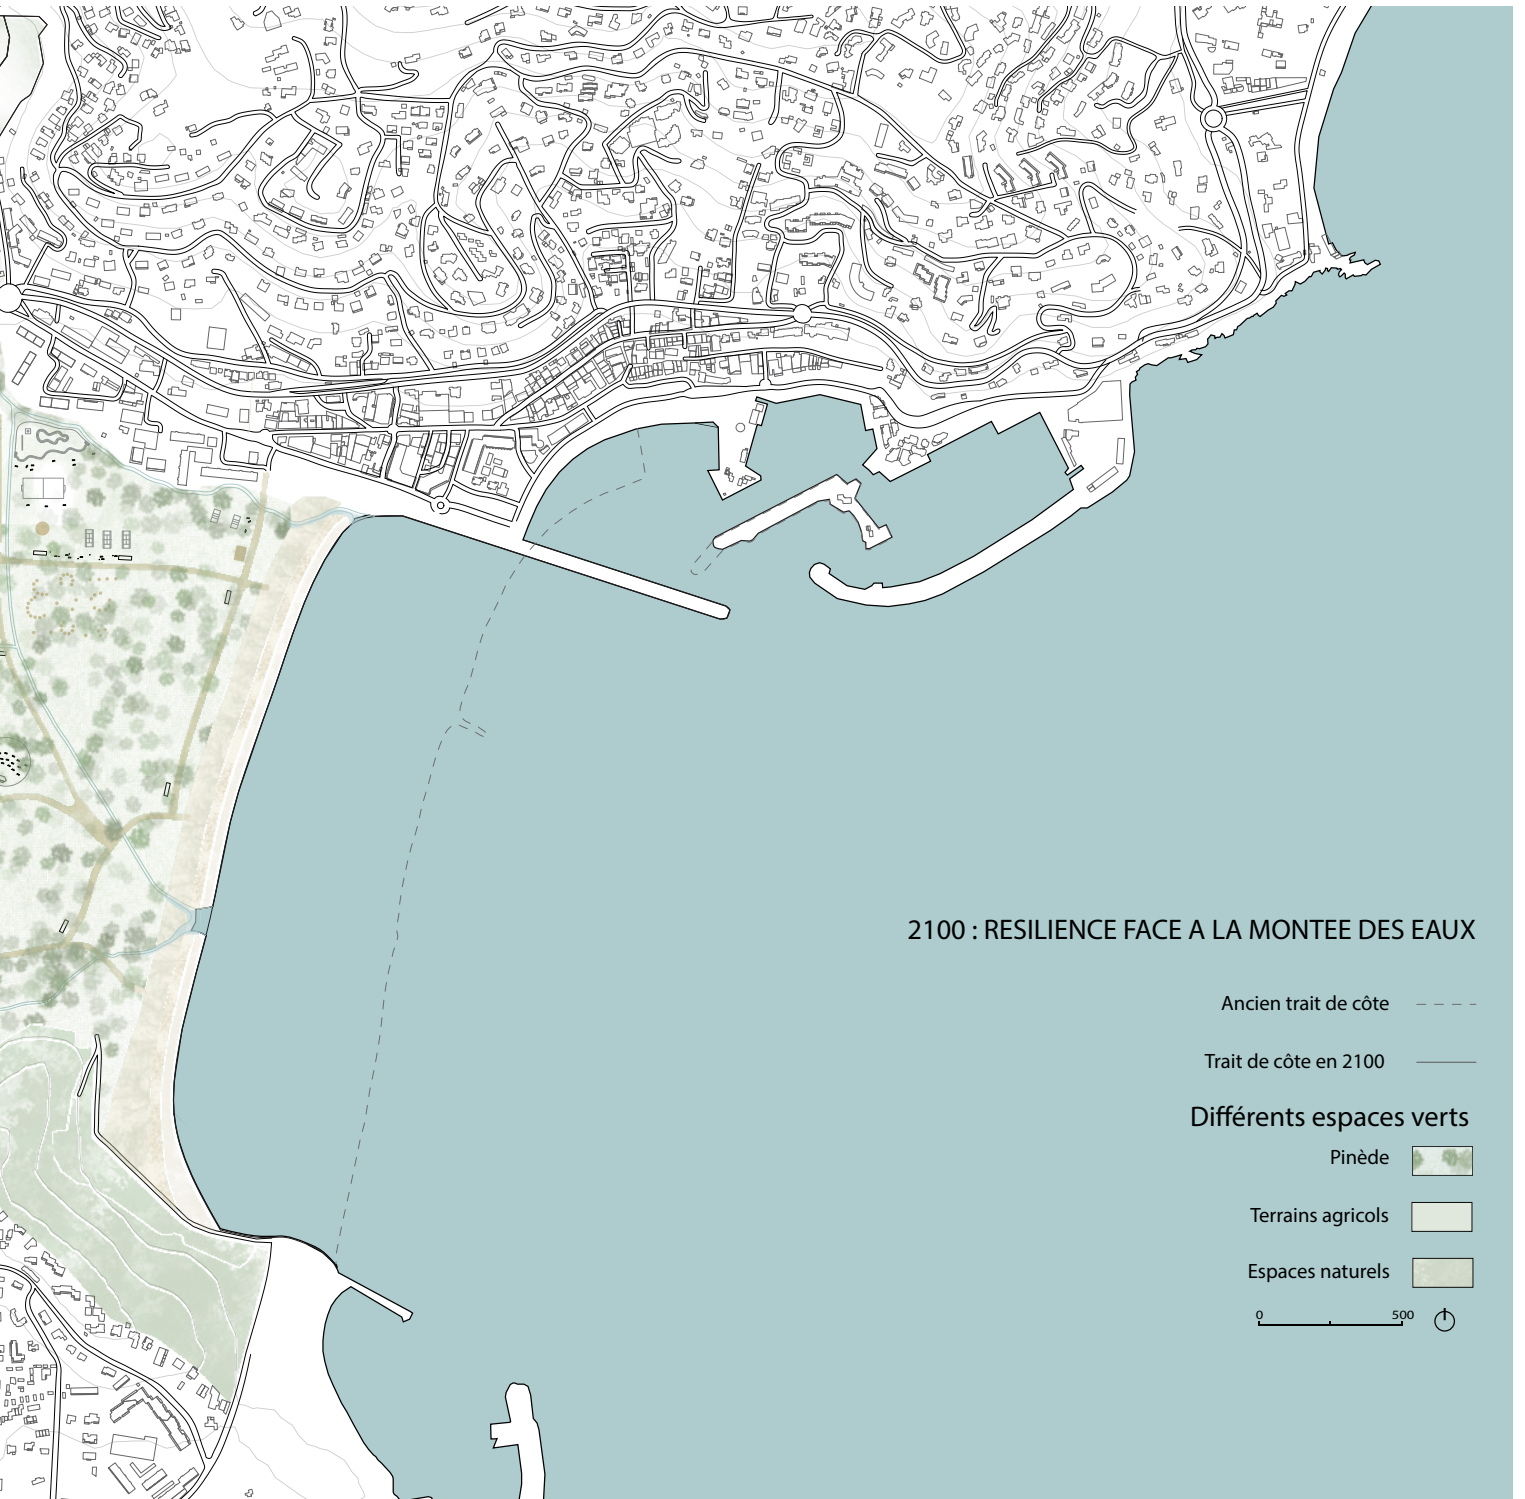 2100 : RESILIENCE FACE A LA MONTEE DES EAUX
Ancien trait de côte
Trait de côte en 2100
Différents espaces verts
Pinède
Terrains agricols
Espaces naturels
0 500